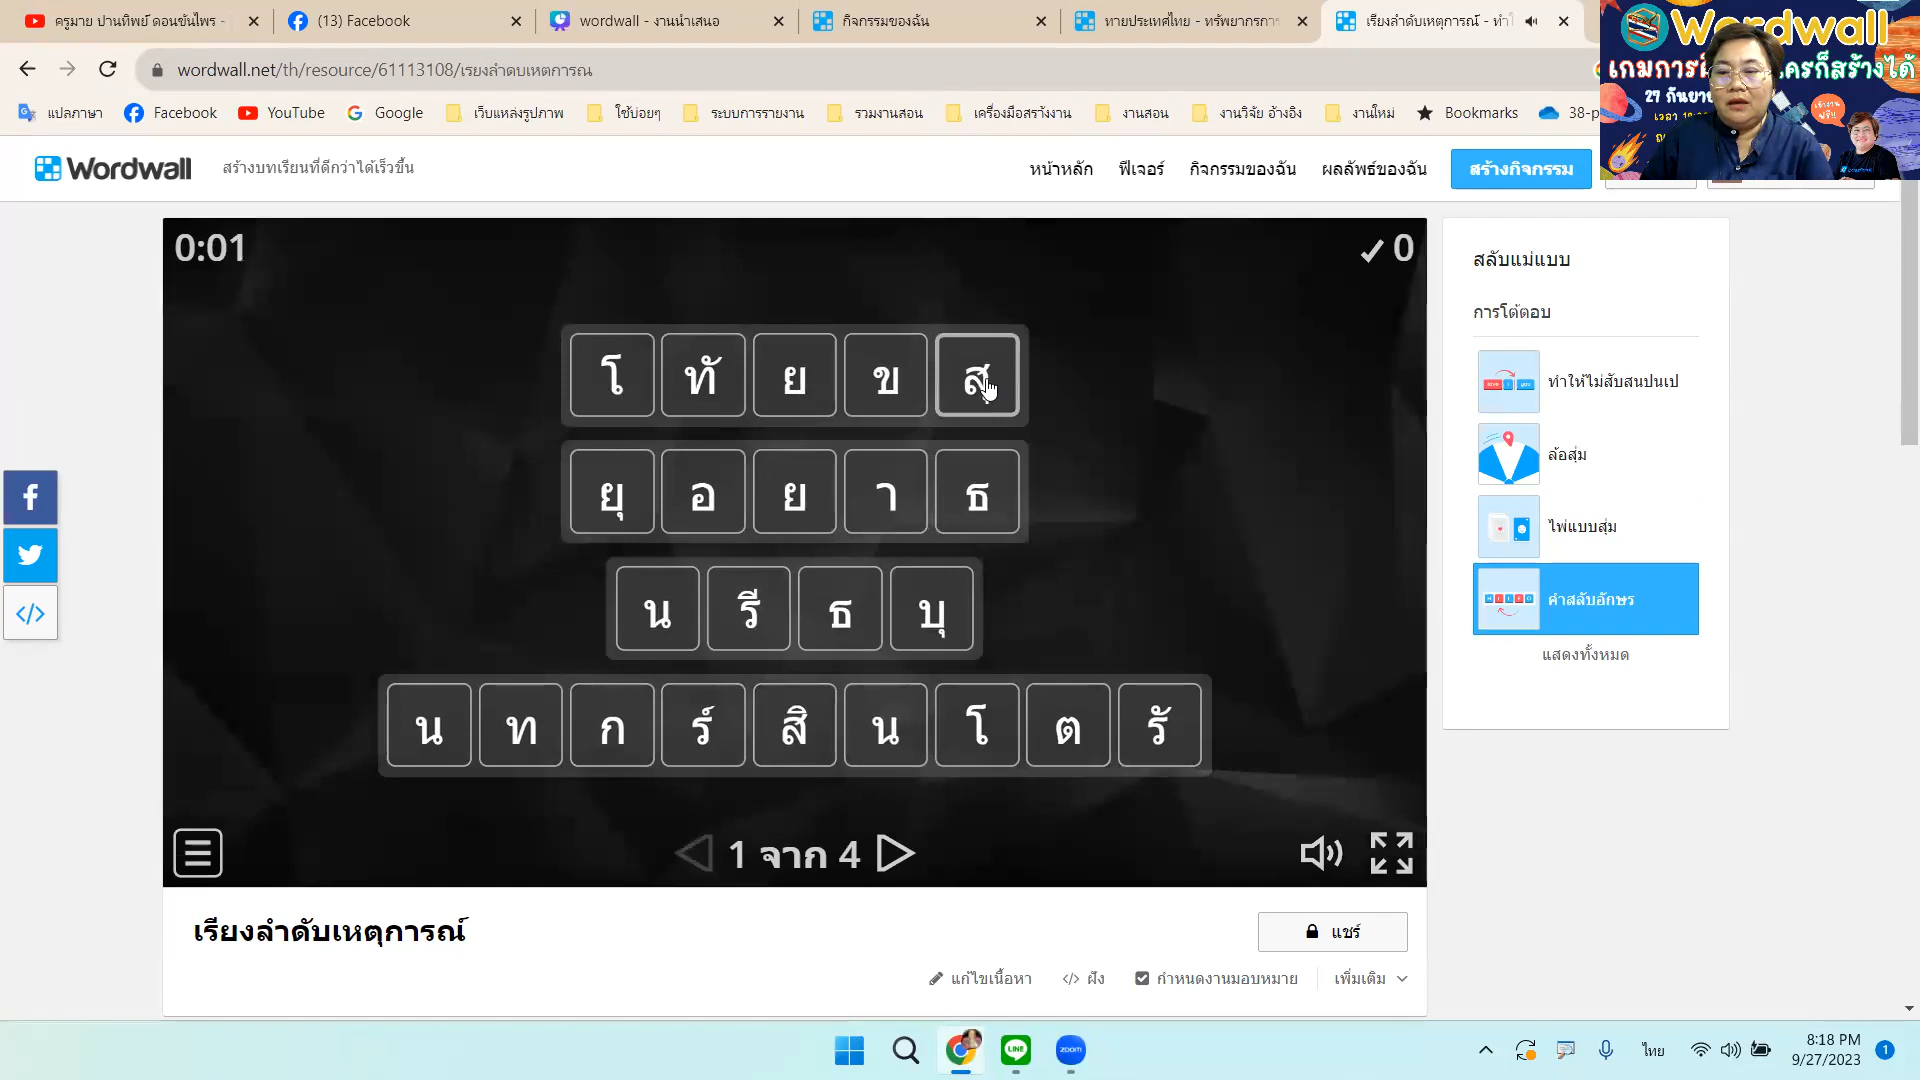 ครูมาย ปานทิพย์ ดอนขันไพร -
(13) Facebook
wordwall - งานนำเสนอ
กิจกรรมของฉัน
ทายประเทศไทย - ทรัพยากรการ
เรียงลำดับเหตุการณ์ - ทำใ
wordwall.net/th/resource/61113108/เรยงลำดบเหตการณ
แปลภาษา Facebook YouTube Google เว็บแหล่งรูปภาพ ใช้บ่อยๆ ระบบการรายงาน รวมงานสอน เครื่องมือสร้างงาน งานสอน งานวิจัย อ้างอิง งานใหม่ Bookmarks 38-p
Wordwall
27 กันยาย
Wordwall สร้างบทเรียนที่ดีกว่าได้เร็วขึ้น หน้าหลัก ฟีเจอร์ กิจกรรมของฉัน ผลลัพธ์ของฉัน สร้างกิจกรรม
0:01 0
โ ทั ย ข สุ
ยุ อ ย า ธ
น รี ธ บุ
น ท ก ร์ สิ น โ ต รั
1 จาก 4
สลับแม่แบบ
การโต้ตอบ
ทำให้ไม่สับสนปนเป
ล้อสุ่ม
ไพ่แบบสุ่ม
คำสลับอักษร
แสดงทั้งหมด
เรียงลำดับเหตุการณ์
แชร์
แก้ไขเนื้อหา ฝัง กำหนดงานมอบหมาย เพิ่มเติม
LINE
zoom
ไทย
8:18 PM
9/27/2023
1